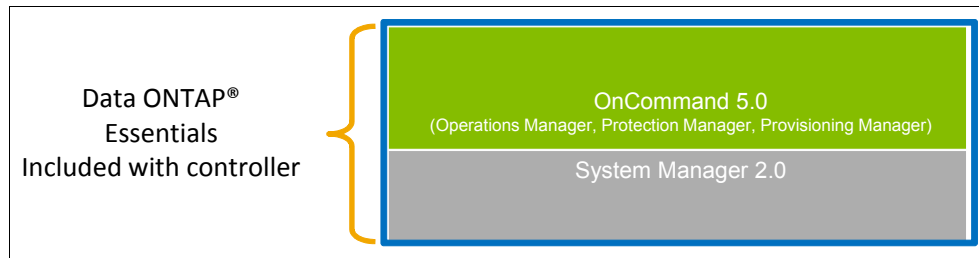 Data ONTAP®
Essentials
Included with controller
OnCommand 5.0
(Operations Manager, Protection Manager, Provisioning Manager)
System Manager 2.0